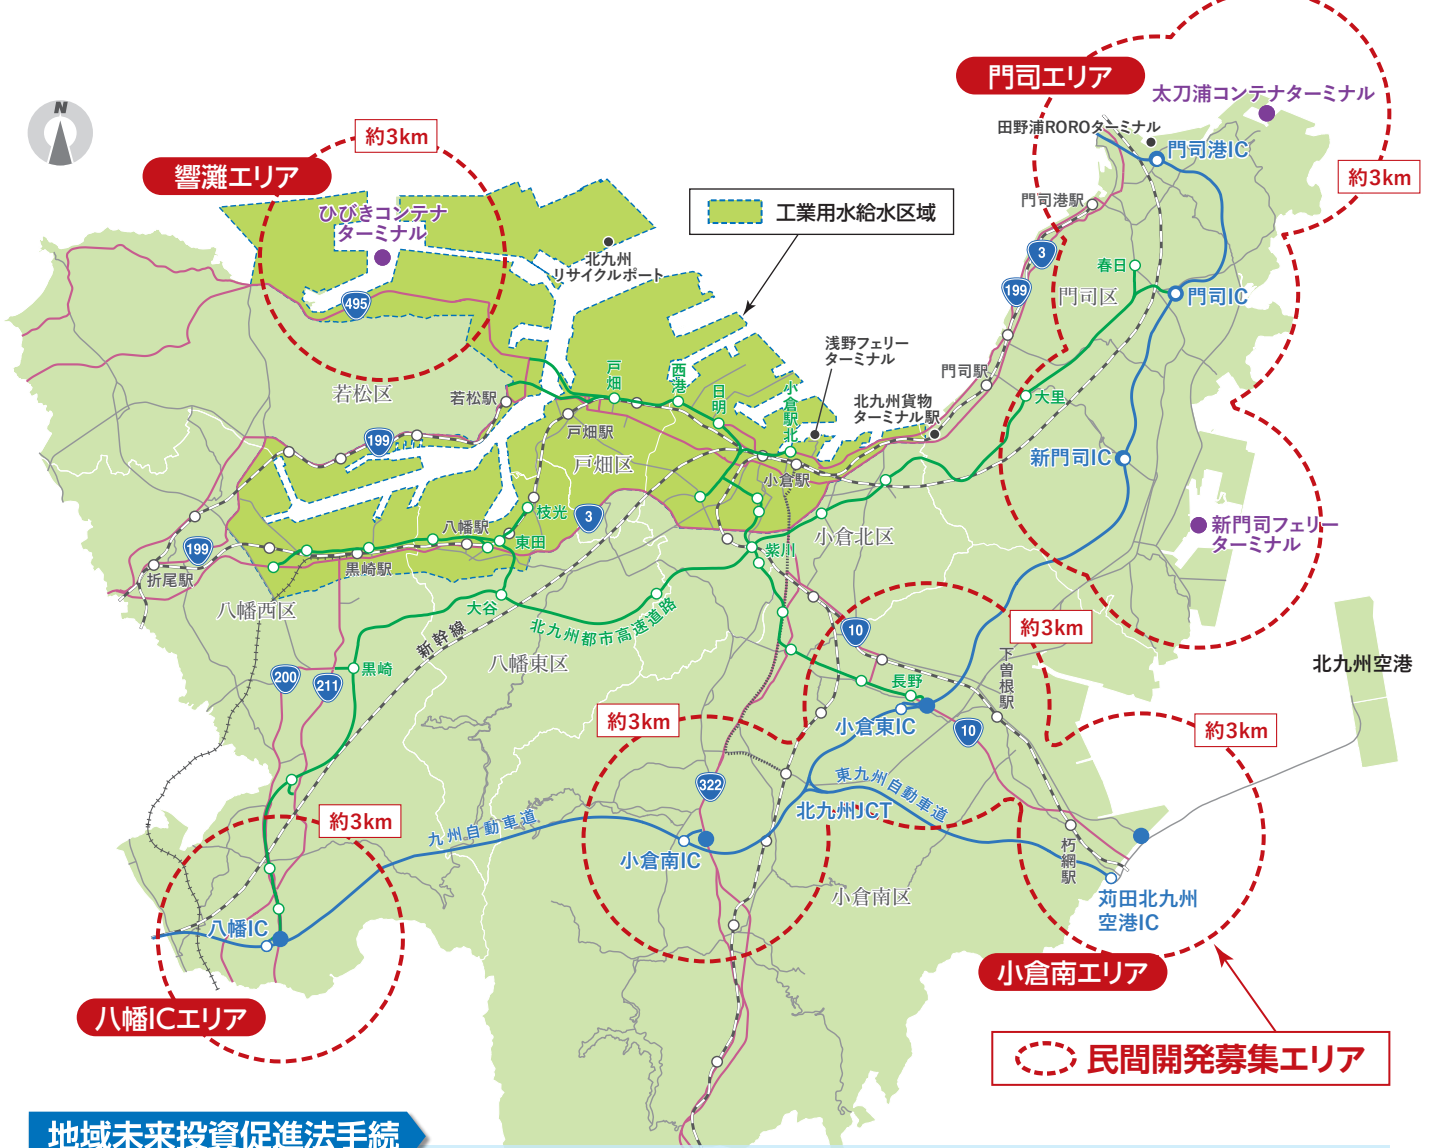 N
門司エリア
太刀浦コンテナターミナル
田野浦ROROターミナル
門司港IC
約3km
約3km
響灘エリア
ひびきコンテナ
ターミナル
工業用水給水区域
門司港駅
北九州
リサイクルポート
3
春日
199
門司区
門司IC
495
浅野フェリー
ターミナル
若松区
若松駅
戸畑
西港
日明
小倉駅北
門司駅
北九州貨物
ターミナル駅
大里
199
戸畑駅
戸畑区
小倉駅
新門司IC
枝光
3
八幡駅
東田
小倉北区
新門司フェリー
ターミナル
199
黒崎駅
折尾駅
紫川
八幡西区
大谷
北九州都市高速道路
新幹線
10
約3km
八幡東区
黒崎
200
211
下曽根駅
北九州空港
長野
小倉東IC
約3km
10
約3km
322
東九州自動車道
北九州JCT
約3km
九州自動車道
小倉南IC
朽網駅
小倉南区
苅田北九州
空港IC
八幡IC
小倉南エリア
八幡ICエリア
民間開発募集エリア
地域未来投資促進法手続